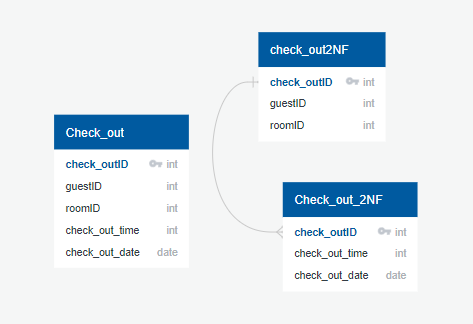 check_out2NF
check_outID int
guestID int
roomID int
Check_out
check_outID int
guestID int
roomID int
check_out_time int
check_out_date date
Check_out_2NF
check_outID int
check_out_time int
check_out_date date